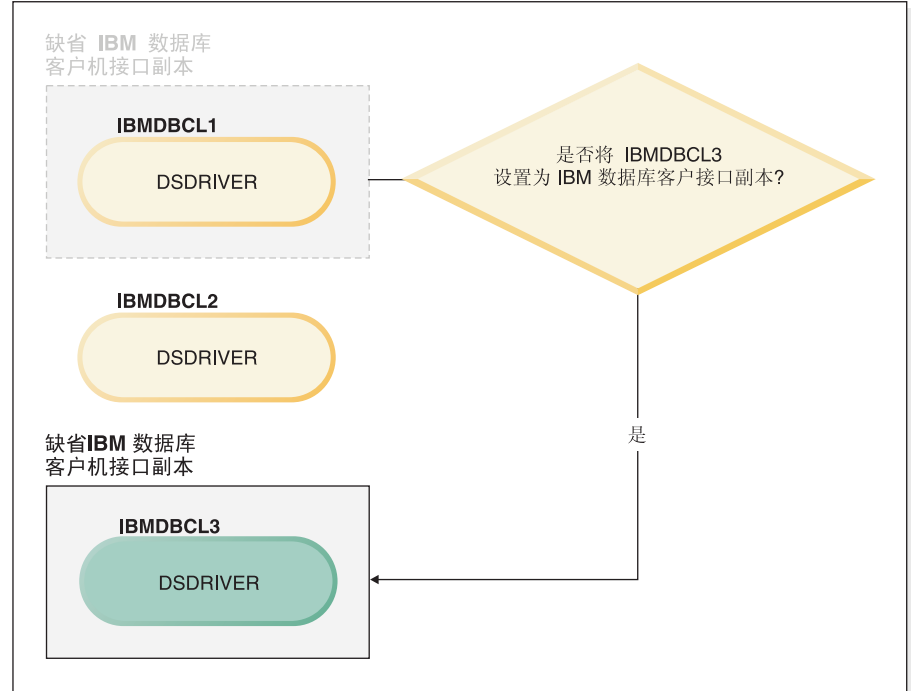 缺省 IBM 数据库
客户机接口副本
IBMDBCL1
DSDRIVER
是否将 IBMDBCL3
设置为 IBM 数据库客户接口副本?
IBMDBCL2
DSDRIVER
是
缺省IBM 数据库
客户机接口副本
IBMDBCL3
DSDRIVER